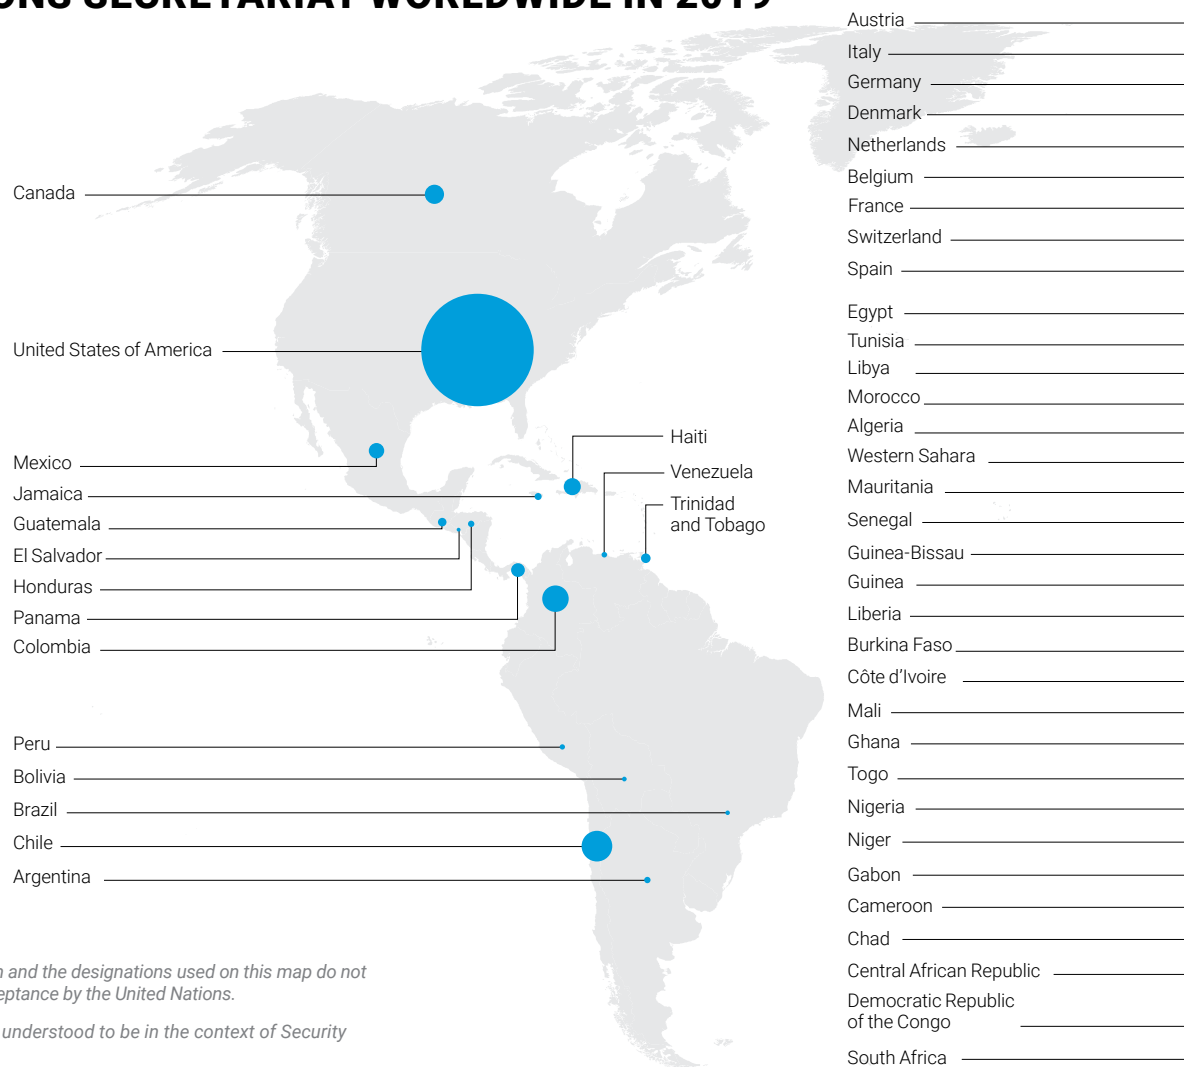 SECRETARIAT WORLDWIDE IN 2019
Canada
United States of America
Mexico
Jamaica
Guatemala
El Salvador
Honduras
Panama
Colombia
Peru
Bolivia
Brazil
Chile
Argentina
Haiti
Venezuela
Trinidad
and Tobago
Austria
Italy
Germany
Denmark
Netherlands
Belgium
France
Switzerland
Spain
Egypt
Tunisia
Libya
Morocco
Algeria
Western Sahara
Mauritania
Senegal
Guinea-Bissau
Guinea
Liberia
Burkina Faso
Côte d’Ivoire
Mali
Ghana
Togo
Nigeria
Niger
Gabon
Cameroon
Chad
Central African Republic
Democratic Republic
of the Congo
South Africa
and the designations used on this map do not
by the United Nations.
understood to be in the context of Security